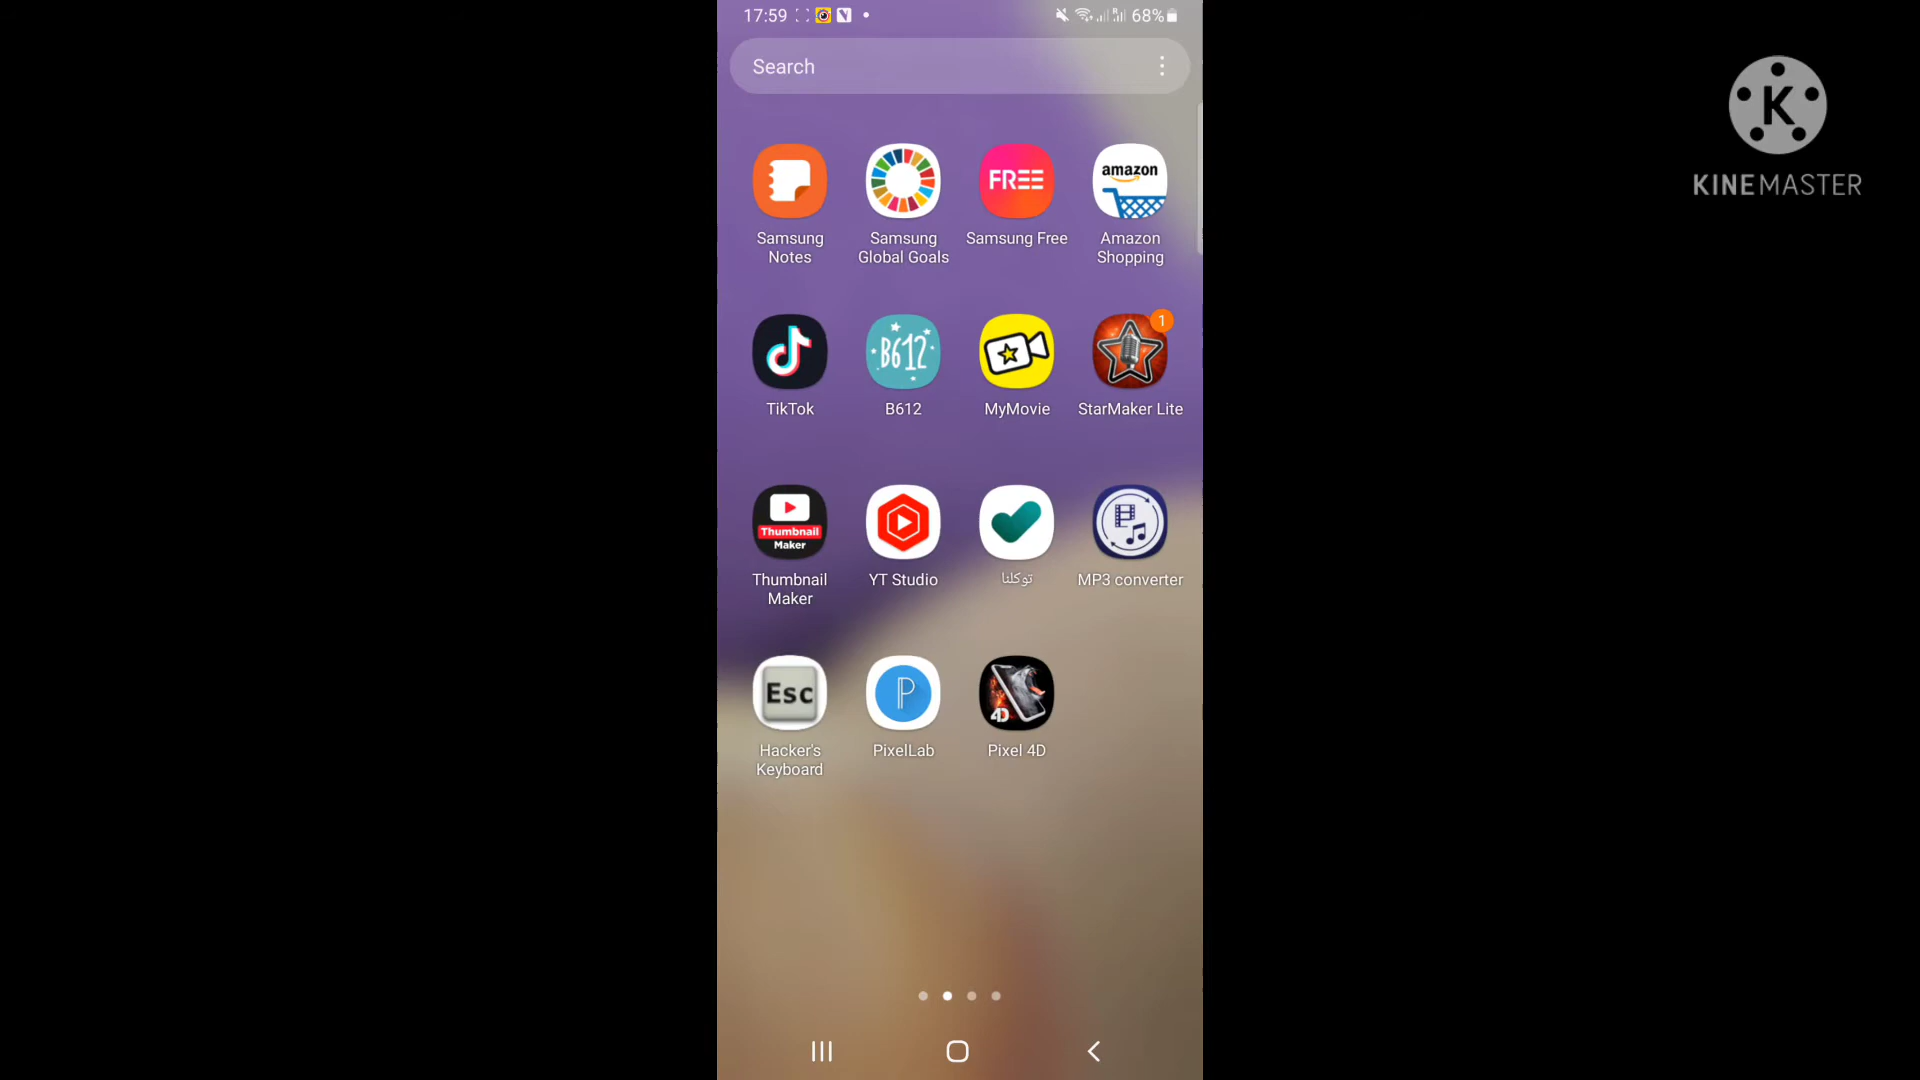 17:59
68%
Search
K
KINEMASTER
FREE
amazon
Samsung
Notes
Samsung
Global Goals
Samsung Free
Amazon
Shopping
B612
1
TikTok
B612
MyMovie
StarMaker Lite
Thumbnail
Maker
Thumbnail
Maker
YT Studio
توكلنا
MP3 converter
Esc
P
4D
Hacker's
Keyboard
PixelLab
Pixel 4D